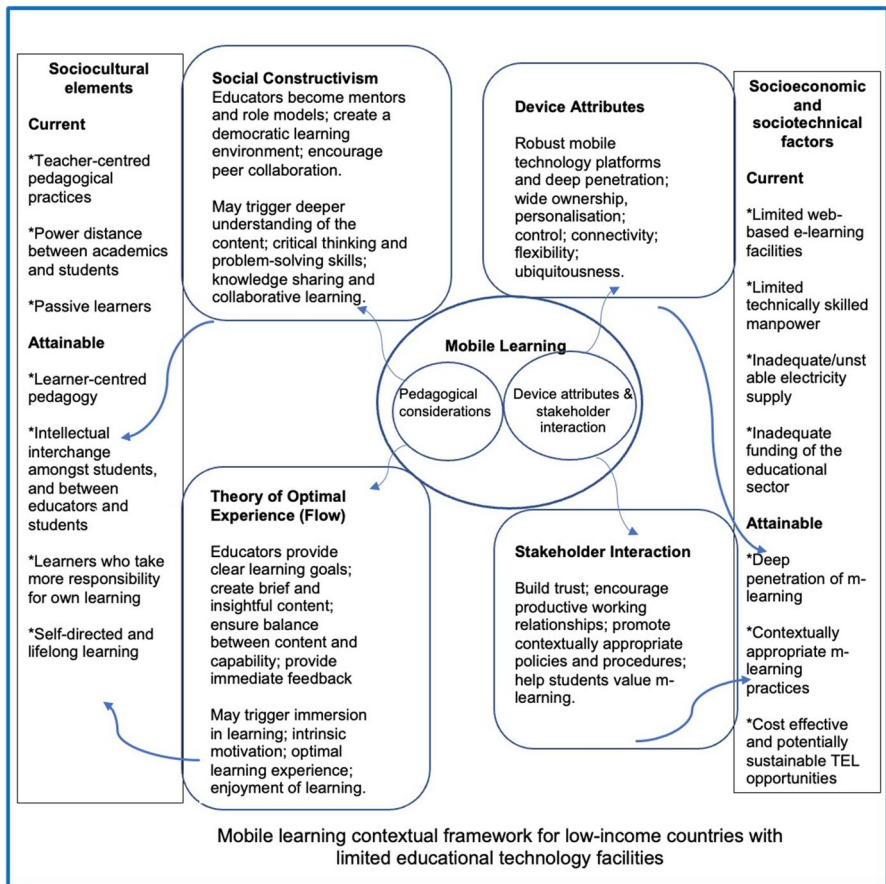 Sociocultural
elements
Current
*Teacher-centred
pedagogical
practices
*Power distance
between academics
and students
*Passive learners
Attainable
*Learner-centred
pedagogy
*Intellectual
interchange
amongst students,
and between
educators and
students
*Learners who take
more responsibility
for own learning
*Self-directed and
lifelong learning
Social Constructivism
Educators become mentors
and role models; create a
democratic learning
environment; encourage
peer collaboration.
May trigger deeper
understanding of the
content; critical thinking and
problem-solving skills;
knowledge sharing and
collaborative learning.
Device Attributes
Robust mobile
technology platforms
and deep penetration;
wide ownership,
personalisation;
control; connectivity;
flexibility;
ubiquitousness.
Mobile Learning
Pedagogical
considerations
Device attributes &
stakeholder
interaction
Theory of Optimal
Experience (Flow)
Educators provide
clear learning goals;
create brief and
insightful content;
ensure balance
between content and
capability; provide
immediate feedback
May trigger immersion
in learning; intrinsic
motivation; optimal
learning experience;
enjoyment of learning.
Stakeholder Interaction
Build trust; encourage
productive working
relationships; promote
contextually appropriate
policies and procedures;
help students value m-
learning.
Socioeconomic
and
sociotechnical
factors
Current
*Limited web-
based e-learning
facilities
*Limited
technically skilled
manpower
*Inadequate/unst
able electricity
supply
*Inadequate
funding of the
educational
sector
Attainable
*Deep
penetration of m-
learning
*Contextually
appropriate m-
learning
practices
*Cost effective
and potentially
sustainable TEL
opportunities
Mobile learning contextual framework for low-income countries with
limited educational technology facilities